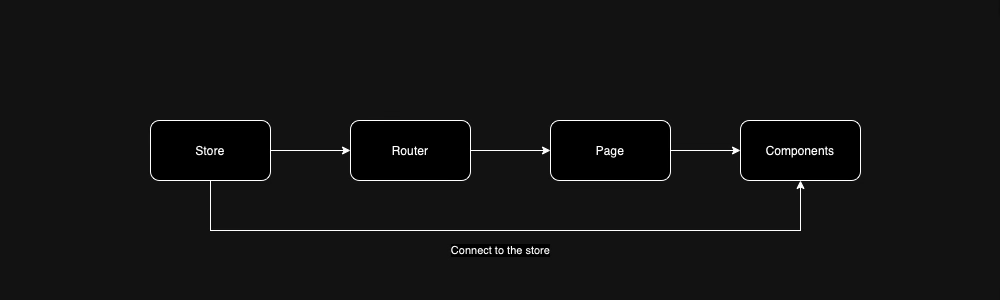 Store
Router
Page
Components
Connect to the store